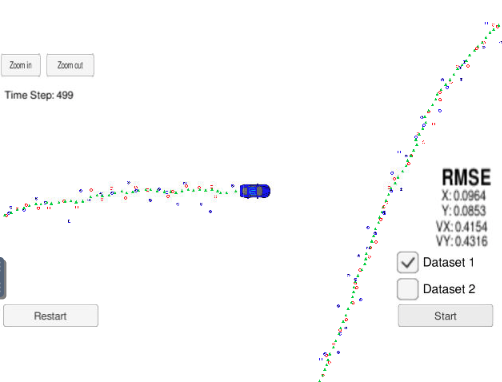 Zoom in
Zoom out
Time Step: 499
RMSE
X: 0.0964
Y: 0.0853
VX: 0.4154
VY: 0.4316
Dataset 1
Dataset 2
Restart
Start